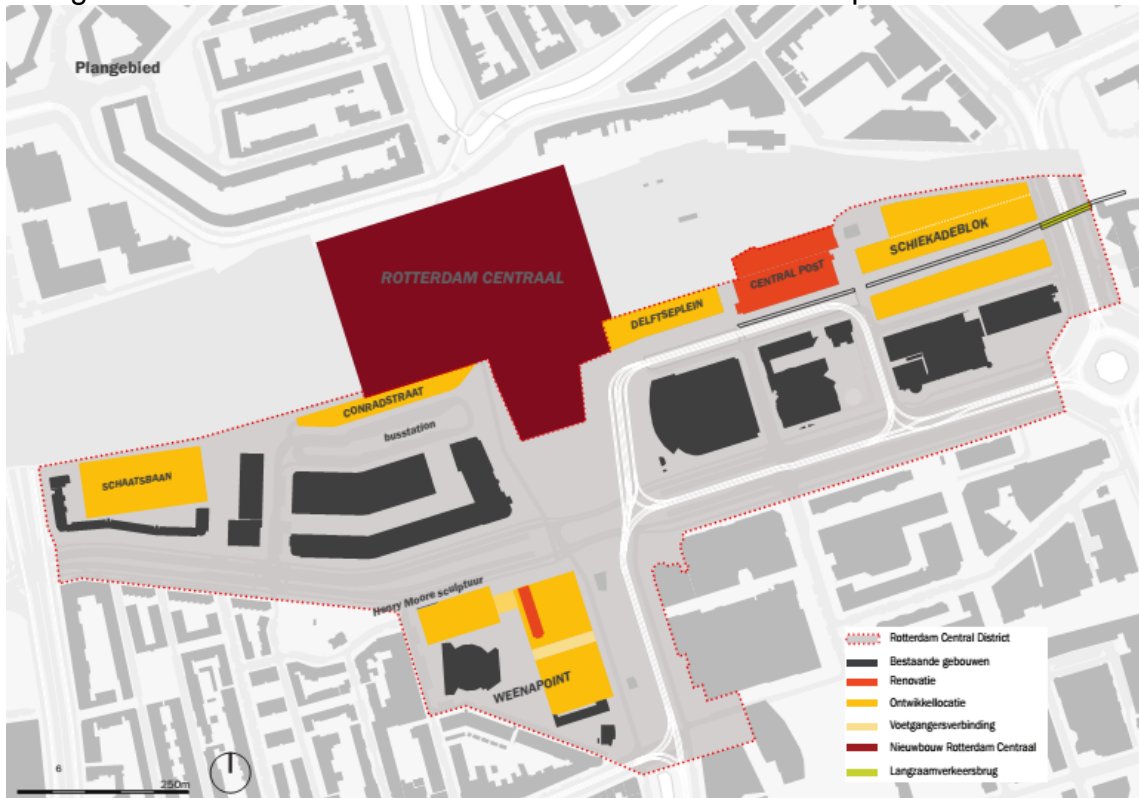 Plangebied
ROTTERDAM CENTRAAL
SCHIEKADEBLOK
CENTRAL POST
DELFTSEPLEIN
CONRADSTRAAT
busstation
SCHAATSBAAN
Henry Moore sculptuur
WEENAPOINT
Rotterdam Central District
Bestaande gebouwen
Renovatie
Ontwikkellocatie
Voetgangersverbinding
Nieuwbouw Rotterdam Centraal
Langzaamverkeersbrug
6
250m